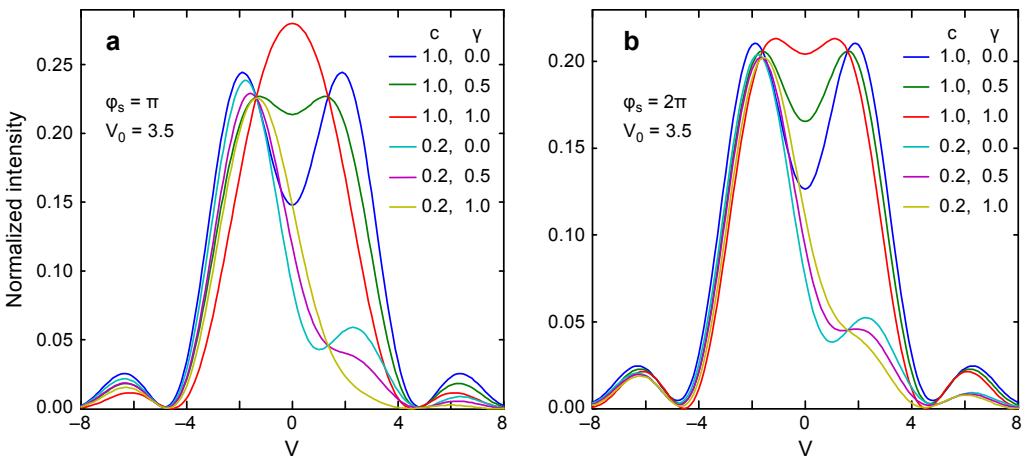 a
c γ
1.0, 0.0
1.0, 0.5
1.0, 1.0
0.2, 0.0
0.2, 0.5
0.2, 1.0
φs = π
V0 = 3.5
Normalized intensity
0.25
0.20
0.15
0.10
0.05
0.00
−8 −4 0 4 8
V
b
c γ
1.0, 0.0
1.0, 0.5
1.0, 1.0
0.2, 0.0
0.2, 0.5
0.2, 1.0
φs = 2π
V0 = 3.5
0.20
0.15
0.10
0.05
0.00
−8 −4 0 4 8
V